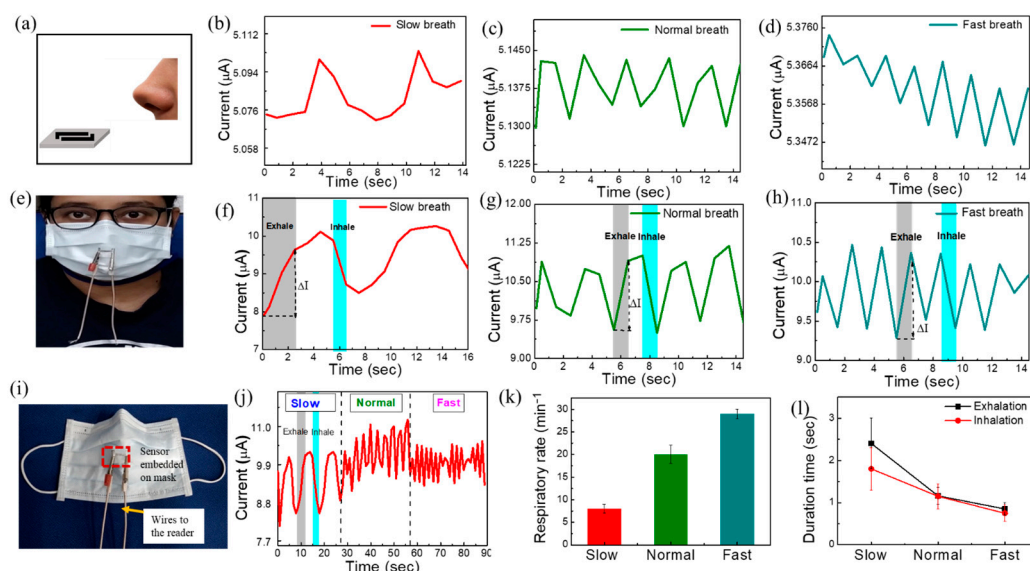 (a)
(b)
Slow breath
Current (μA)
5.112
5.094
5.076
5.058
0 2 4 6 8 10 12 14
Time (sec)
(c)
Normal breath
Current (μA)
5.1450
5.1375
5.1300
5.1225
0 2 4 6 8 10 12 14
Time (sec)
(d)
Fast breath
Current (μA)
5.3760
5.3664
5.3568
5.3472
0 2 4 6 8 10 12 14
Time (sec)
(e)
(f)
Slow breath
Exhale
Inhale
ΔI
Current (μA)
11
10
9
8
7
0 2 4 6 8 10 12 14 16
Time (sec)
(g)
Normal breath
Exhale
Inhale
ΔI
Current (μA)
12.00
11.25
10.50
9.75
9.00
0 2 4 6 8 10 12 14
Time (sec)
(h)
Fast breath
Exhale
Inhale
ΔI
Current (μA)
11.0
10.5
10.0
9.5
9.0
0 2 4 6 8 10 12 14
Time (sec)
(i)
Sensor
embedded
on mask
Wires to
the reader
(j)
Slow
Normal
Fast
Exhale
Inhale
Current (μA)
11.0
9.9
8.8
7.7
0 10 20 30 40 50 60 70 80 90
Time (sec)
(k)
Respiratory rate (min⁻¹)
30
25
20
15
10
5
Slow Normal Fast
(l)
Exhalation
Inhalation
Duration time (sec)
3
2
1
0
Slow Normal Fast